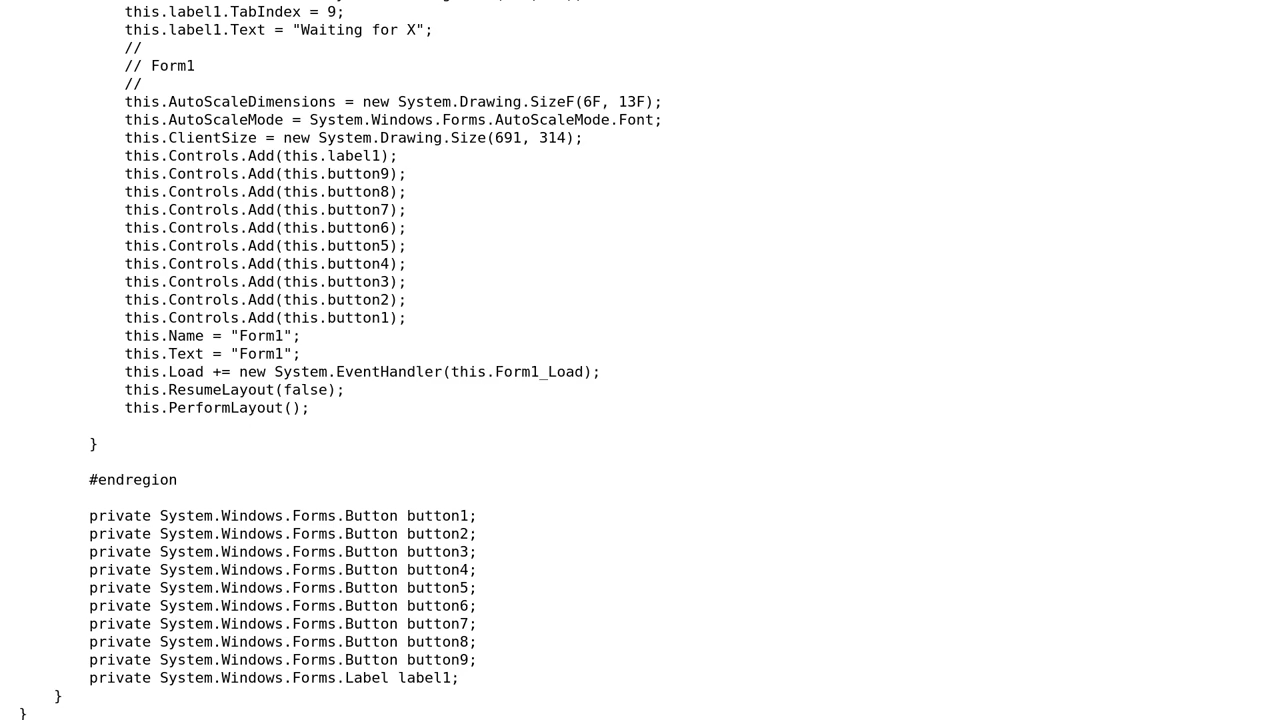 this.label1.TabIndex = 9;
this.label1.Text = "Waiting for X";
//
// Form1
//
this.AutoScaleDimensions = new System.Drawing.SizeF(6F, 13F);
this.AutoScaleMode = System.Windows.Forms.AutoScaleMode.Font;
this.ClientSize = new System.Drawing.Size(691, 314);
this.Controls.Add(this.label1);
this.Controls.Add(this.button9);
this.Controls.Add(this.button8);
this.Controls.Add(this.button7);
this.Controls.Add(this.button6);
this.Controls.Add(this.button5);
this.Controls.Add(this.button4);
this.Controls.Add(this.button3);
this.Controls.Add(this.button2);
this.Controls.Add(this.button1);
this.Name = "Form1";
this.Text = "Form1";
this.Load += new System.EventHandler(this.Form1_Load);
this.ResumeLayout(false);
this.PerformLayout();
}
#endregion
private System.Windows.Forms.Button button1;
private System.Windows.Forms.Button button2;
private System.Windows.Forms.Button button3;
private System.Windows.Forms.Button button4;
private System.Windows.Forms.Button button5;
private System.Windows.Forms.Button button6;
private System.Windows.Forms.Button button7;
private System.Windows.Forms.Button button8;
private System.Windows.Forms.Button button9;
private System.Windows.Forms.Label label1;
}
}